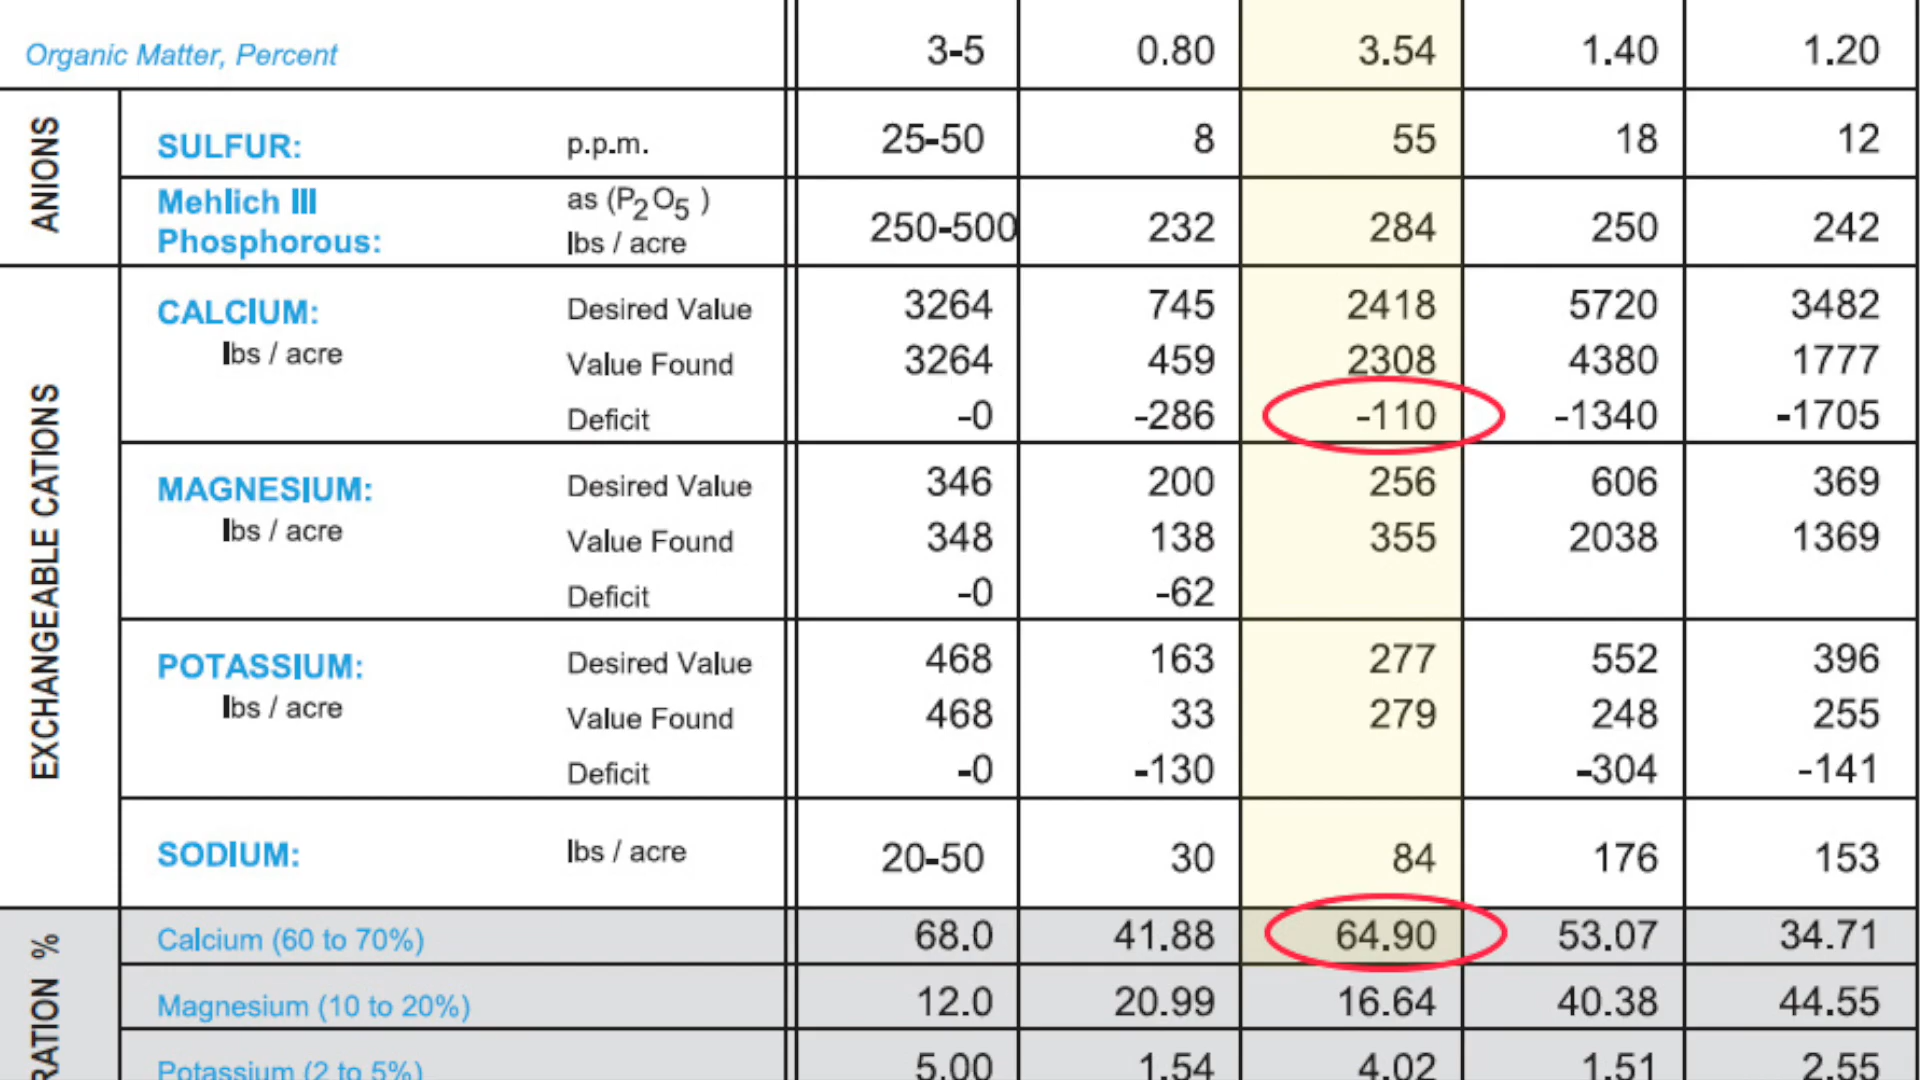 Organic Matter, Percent 3-5 0.80 3.54 1.40 1.20
ANIONS
SULFUR: p.p.m. 25-50 8 55 18 12
Mehlich III as (P2O5 )
Phosphorous: lbs / acre 250-500 232 284 250 242
EXCHANGEABLE CATIONS
CALCIUM: Desired Value 3264 745 2418 5720 3482
lbs / acre Value Found 3264 459 2308 4380 1777
Deficit -0 -286 -110 -1340 -1705
MAGNESIUM: Desired Value 346 200 256 606 369
lbs / acre Value Found 348 138 355 2038 1369
Deficit -0 -62
POTASSIUM: Desired Value 468 163 277 552 396
lbs / acre Value Found 468 33 279 248 255
Deficit -0 -130 -304 -141
SODIUM: lbs / acre 20-50 30 84 176 153
RATION %
Calcium (60 to 70%) 68.0 41.88 64.90 53.07 34.71
Magnesium (10 to 20%) 12.0 20.99 16.64 40.38 44.55
Potassium (2 to 5%) 5.00 1.54 4.02 1.51 2.55